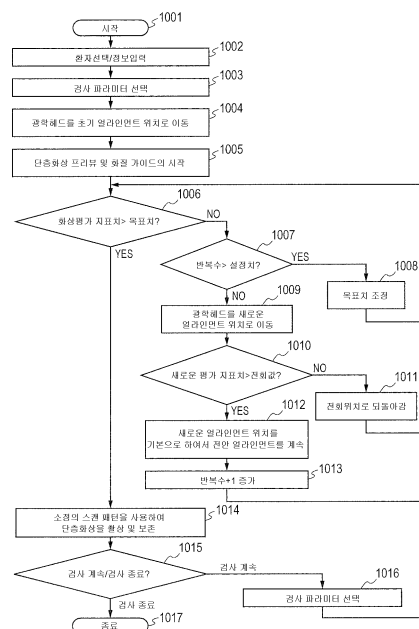 시작
1001
환자선택/정보입력
1002
검사 파라미터 선택
1003
광학헤드를 초기 얼라인먼트 위치로 이동
1004
단층화상 프리뷰 및 화질 가이드의 시작
1005
화상평가 지표치> 목표치?
1006
NO
YES
반복수> 설정치?
1007
YES
NO
목표치 조정
1008
광학헤드를 새로운
얼라인먼트 위치로 이동
1009
새로운 평가 지표치>전회값?
1010
NO
YES
전회위치로 되돌아감
1011
새로운 얼라인먼트 위치를
기본으로 하여서 전안 얼라인먼트를 계속
1012
반복수+1 증가
1013
소정의 스캔 패턴을 사용하여
단층화상을 촬상 및 보존
1014
검사 계속/검사 종료?
1015
검사 계속
검사 종료
검사 파라미터 선택
1016
종료
1017